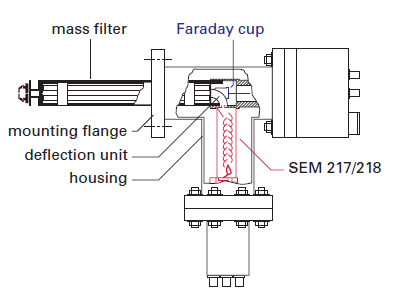 mass filter
Faraday cup
mounting flange
deflection unit
housing
SEM 217/218